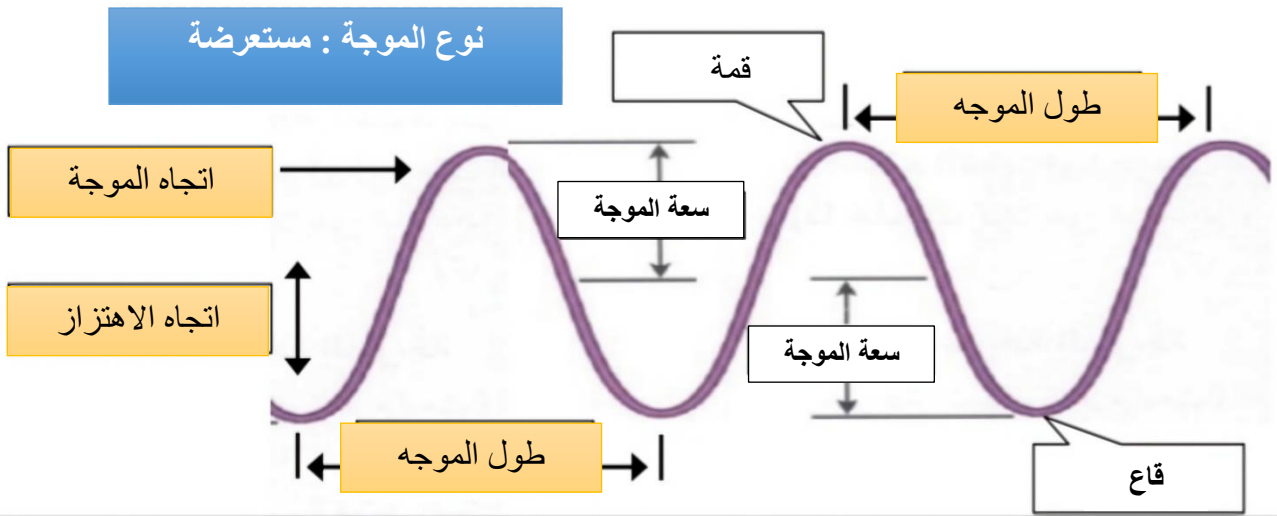 نوع الموجة : مستعرضة
قمة
طول الموجه
اتجاه الموجة
سعة الموجة
اتجاه الاهتزاز
سعة الموجة
طول الموجه
قاع